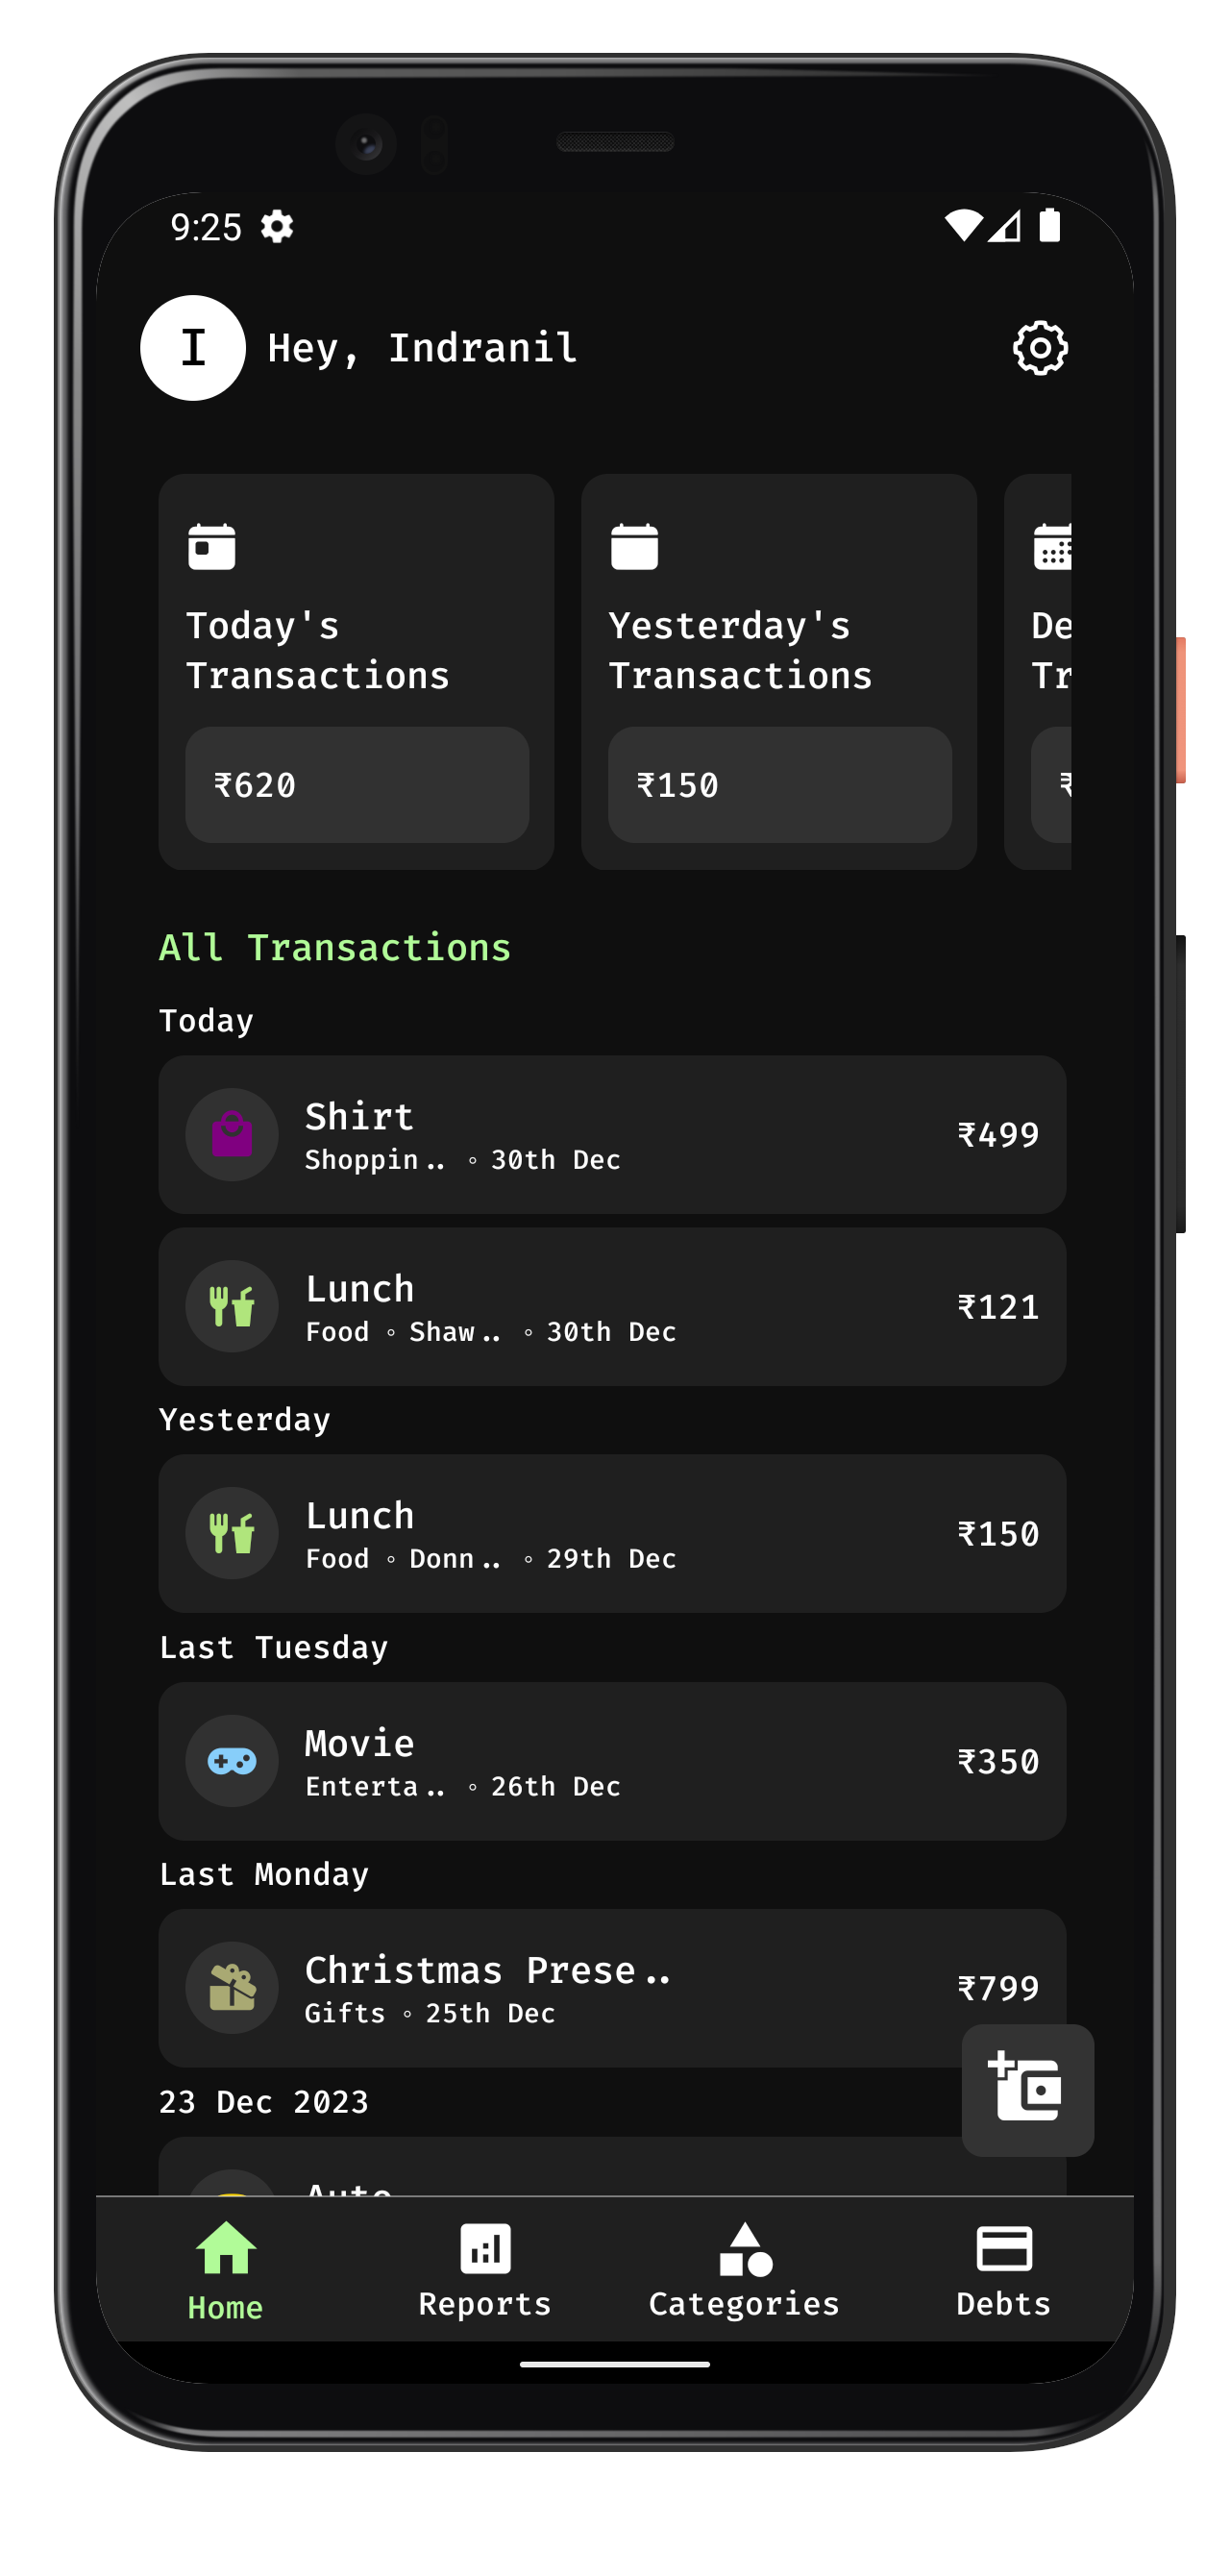 9:25
I
Hey, Indranil
Today's
Transactions
₹620
Yesterday's
Transactions
₹150
De
Tr
₹
All Transactions
Today
Shirt
Shoppin..
◦ 30th Dec
₹499
Lunch
Food ◦ Shaw.. ◦ 30th Dec
₹121
Yesterday
Lunch
Food ◦ Donn.. ◦ 29th Dec
₹150
Last Tuesday
Movie
Enterta.. ◦ 26th Dec
₹350
Last Monday
Christmas Prese..
Gifts ◦ 25th Dec
₹799
23 Dec 2023
Auto
Home
Reports
Categories
Debts